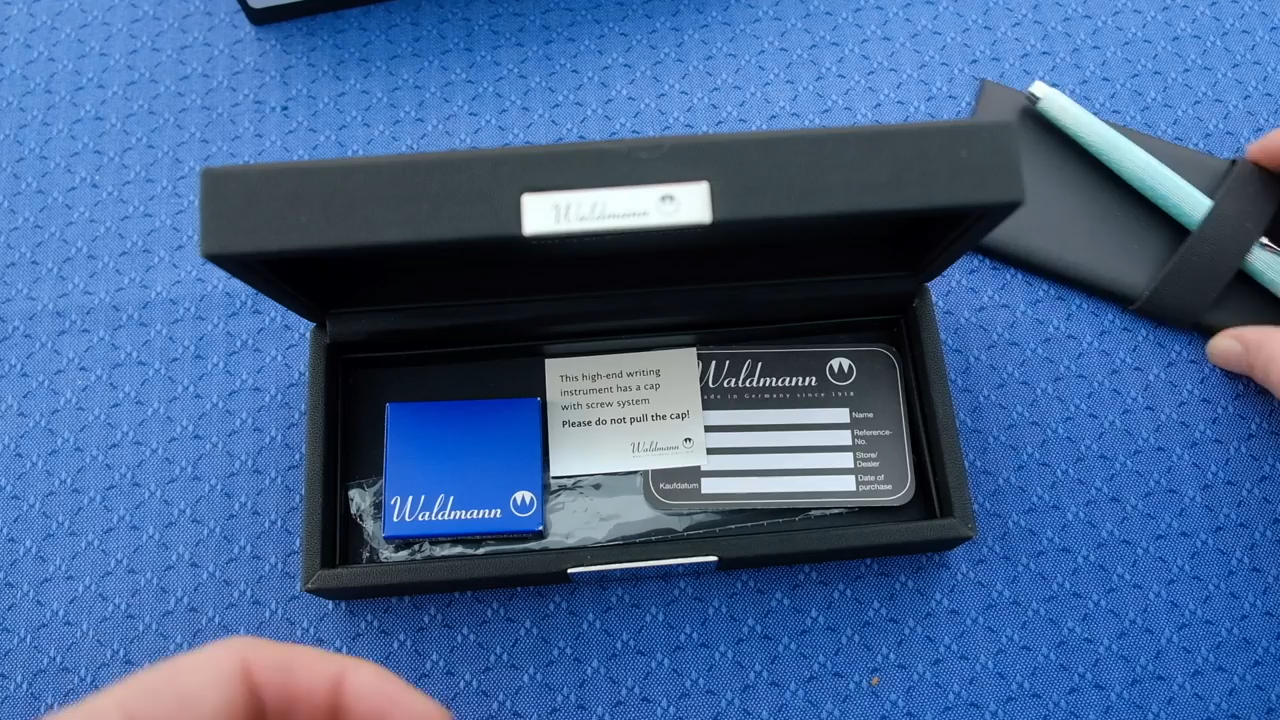 Waldmann
This high-end writing
instrument has a cap
with screw system
Please do not pull the cap!
Waldmann
Waldmann
Made in Germany since 1918
Name
Reference-
No.
Store/
Dealer
Kaufdatum
Date of
purchase
Waldmann